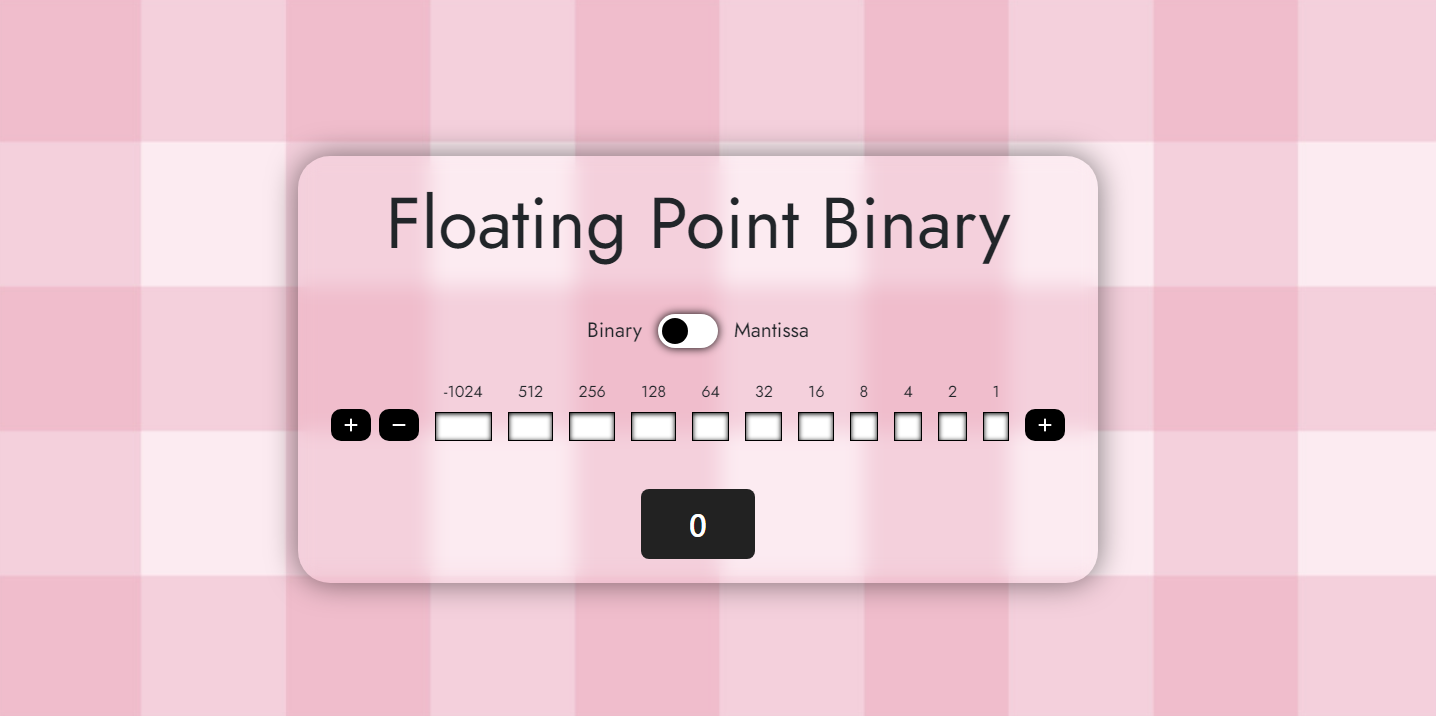 Floating Point Binary
Binary Mantissa
-1024 512 256 128 64 32 16 8 4 2 1
+ − +
0